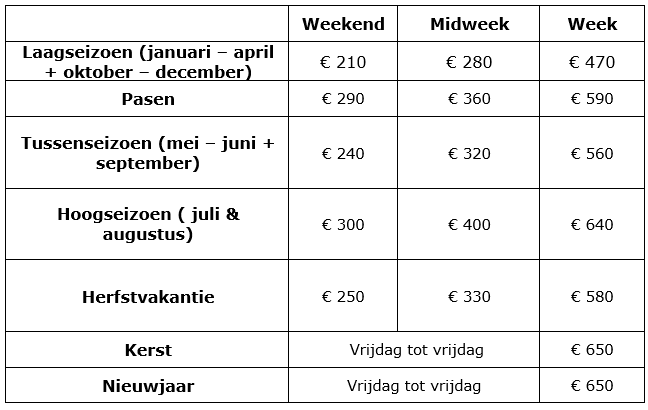 Weekend Midweek Week
Laagseizoen (januari – april € 210 € 280 € 470
+ oktober – december)
Pasen € 290 € 360 € 590
Tussenseizoen (mei – juni + € 240 € 320 € 560
september)
Hoogseizoen ( juli & € 300 € 400 € 640
augustus)
Herfstvakantie € 250 € 330 € 580
Kerst Vrijdag tot vrijdag € 650
Nieuwjaar Vrijdag tot vrijdag € 650